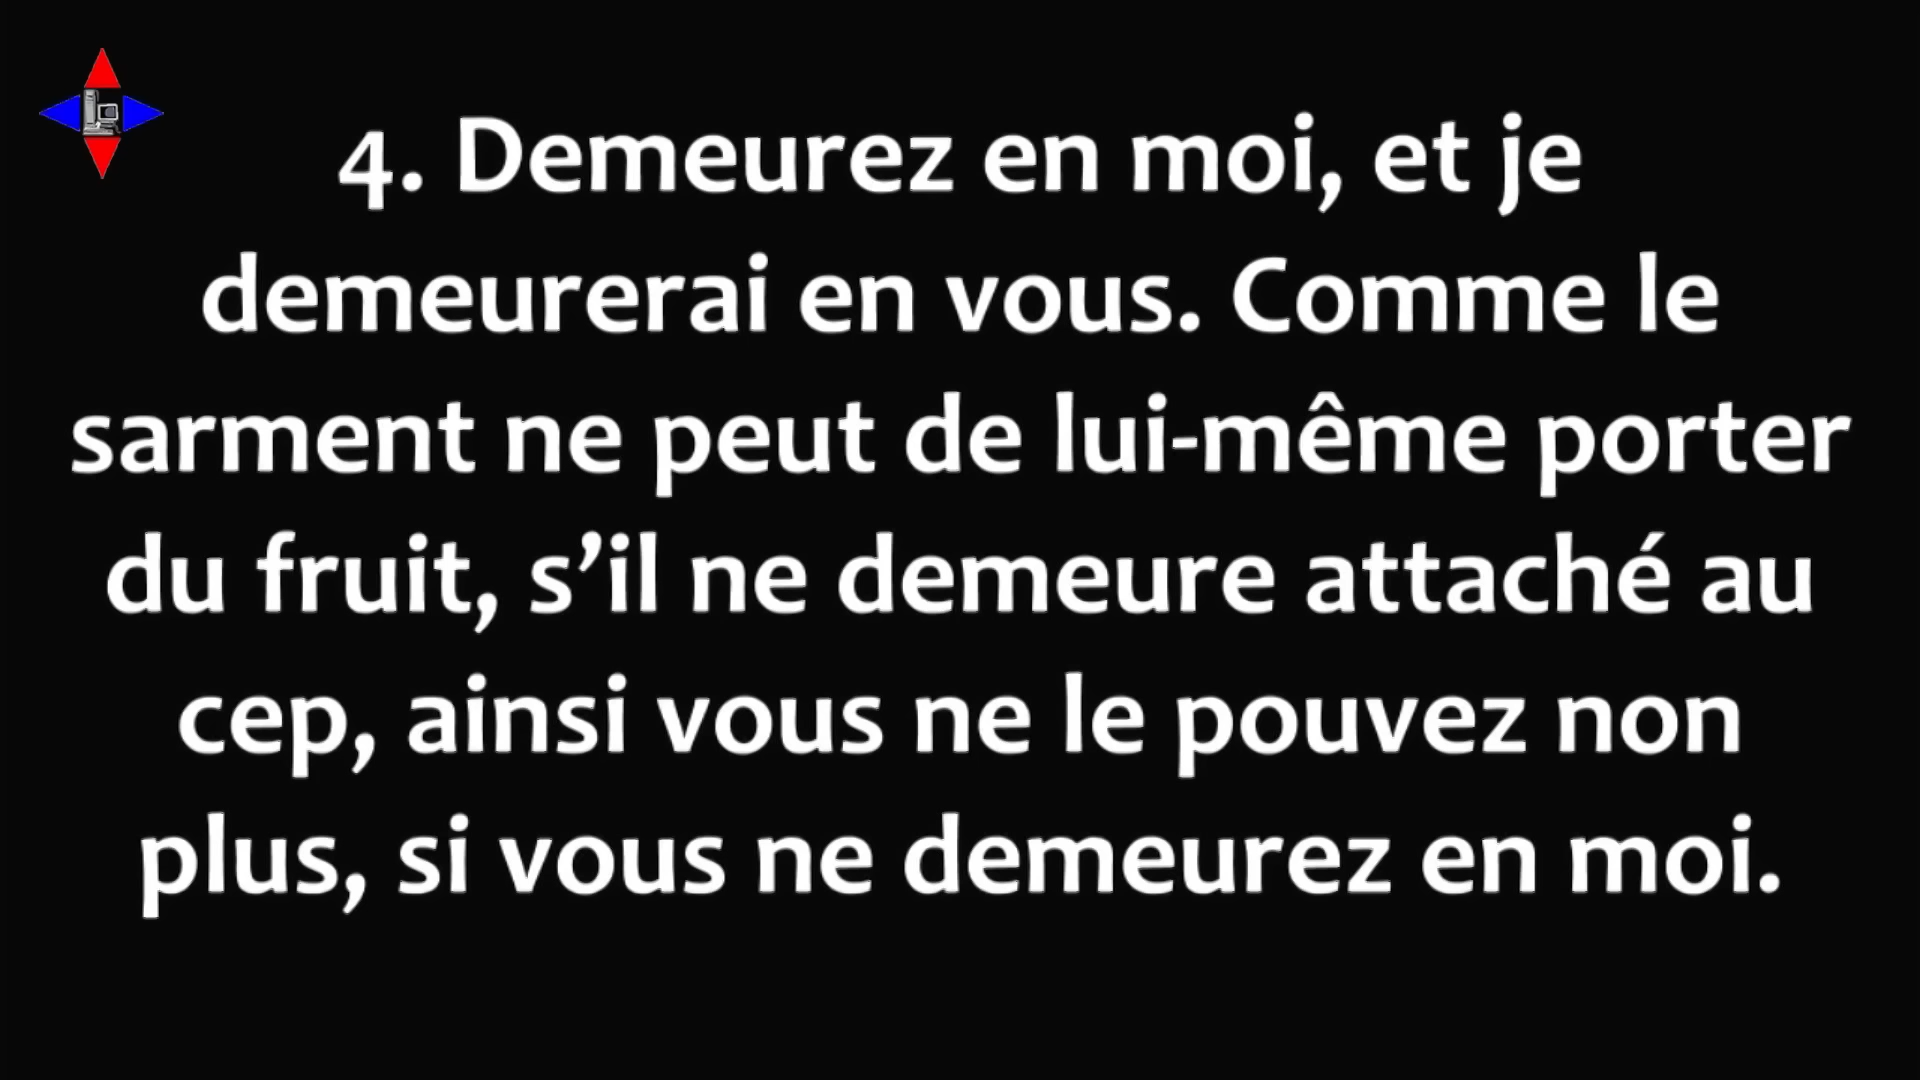 4. Demeurez en moi, et je
demeurerai en vous. Comme le
sarment ne peut de lui-même porter
du fruit, s’il ne demeure attaché au
cep, ainsi vous ne le pouvez non
plus, si vous ne demeurez en moi.